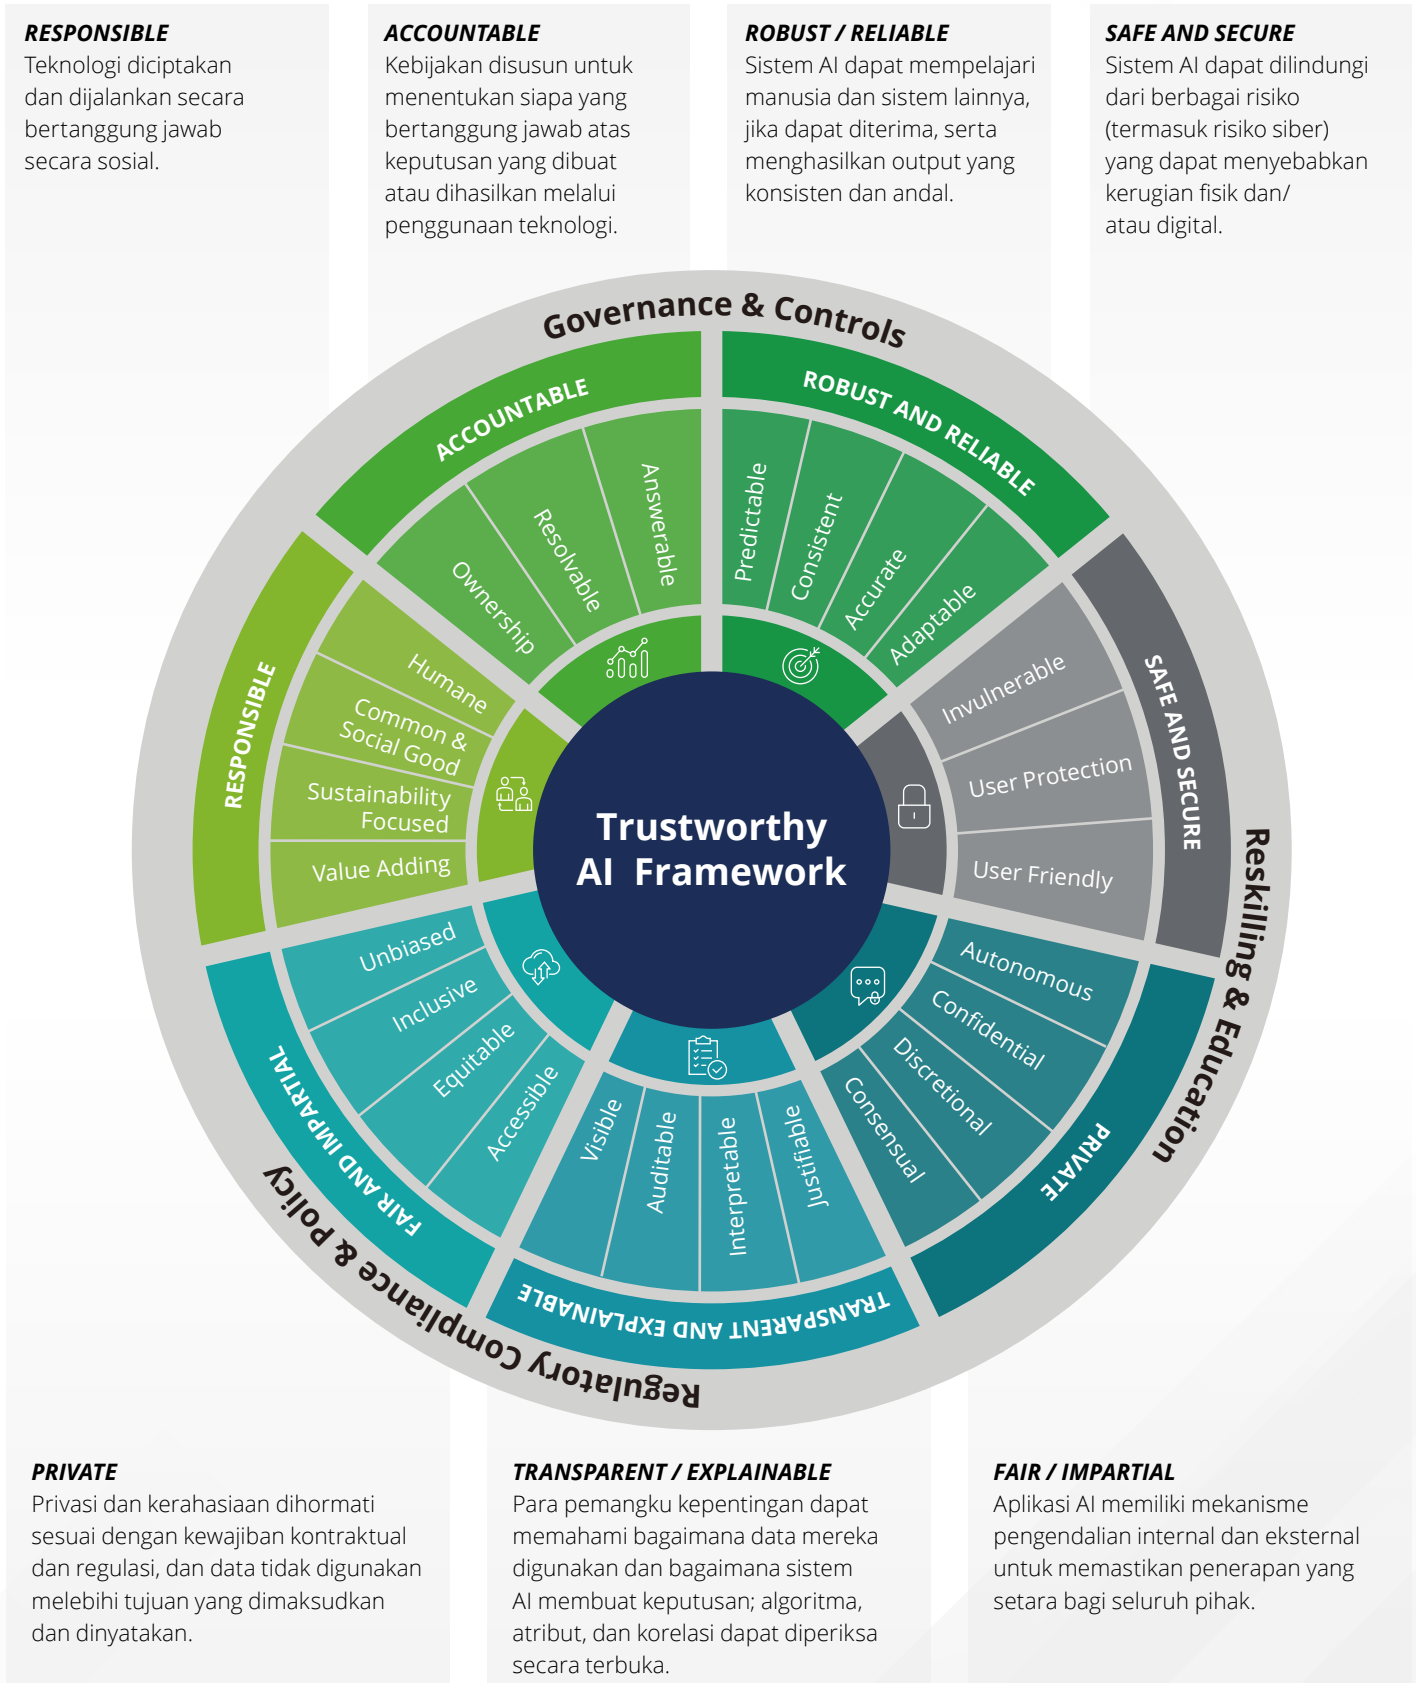 RESPONSIBLE
Teknologi diciptakan
dan dijalankan secara
bertanggung jawab
secara sosial.
ACCOUNTABLE
Kebijakan disusun untuk
menentukan siapa yang
bertanggung jawab atas
keputusan yang dibuat
atau dihasilkan melalui
penggunaan teknologi.
ROBUST / RELIABLE
Sistem AI dapat mempelajari
manusia dan sistem lainnya,
jika dapat diterima, serta
menghasilkan output yang
konsisten dan andal.
SAFE AND SECURE
Sistem AI dapat dilindungi
dari berbagai risiko
(termasuk risiko siber)
yang dapat menyebabkan
kerugian fisik dan/
atau digital.
Governance & Controls
ACCOUNTABLE
Ownership
Resolvable
Answerable
ROBUST AND RELIABLE
Predictable
Consistent
Accurate
Adaptable
SAFE AND SECURE
Invulnerable
User Protection
User Friendly
Reskilling & Education
PRIVATE
Autonomous
Confidential
Discretional
Consensual
TRANSPARENT AND EXPLAINABLE
Justifiable
Interpretable
Auditable
Visible
Regulatory Compliance & Policy
FAIR AND IMPARTIAL
Accessible
Equitable
Inclusive
Unbiased
RESPONSIBLE
Value Adding
Sustainability
Focused
Common &
Social Good
Humane
Trustworthy
AI Framework
PRIVATE
Privasi dan kerahasiaan dihormati
sesuai dengan kewajiban kontraktual
dan regulasi, dan data tidak digunakan
melebihi tujuan yang dimaksudkan
dan dinyatakan.
TRANSPARENT / EXPLAINABLE
Para pemangku kepentingan dapat
memahami bagaimana data mereka
digunakan dan bagaimana sistem
AI membuat keputusan; algoritma,
atribut, dan korelasi dapat diperiksa
secara terbuka.
FAIR / IMPARTIAL
Aplikasi AI memiliki mekanisme
pengendalian internal dan eksternal
untuk memastikan penerapan yang
setara bagi seluruh pihak.